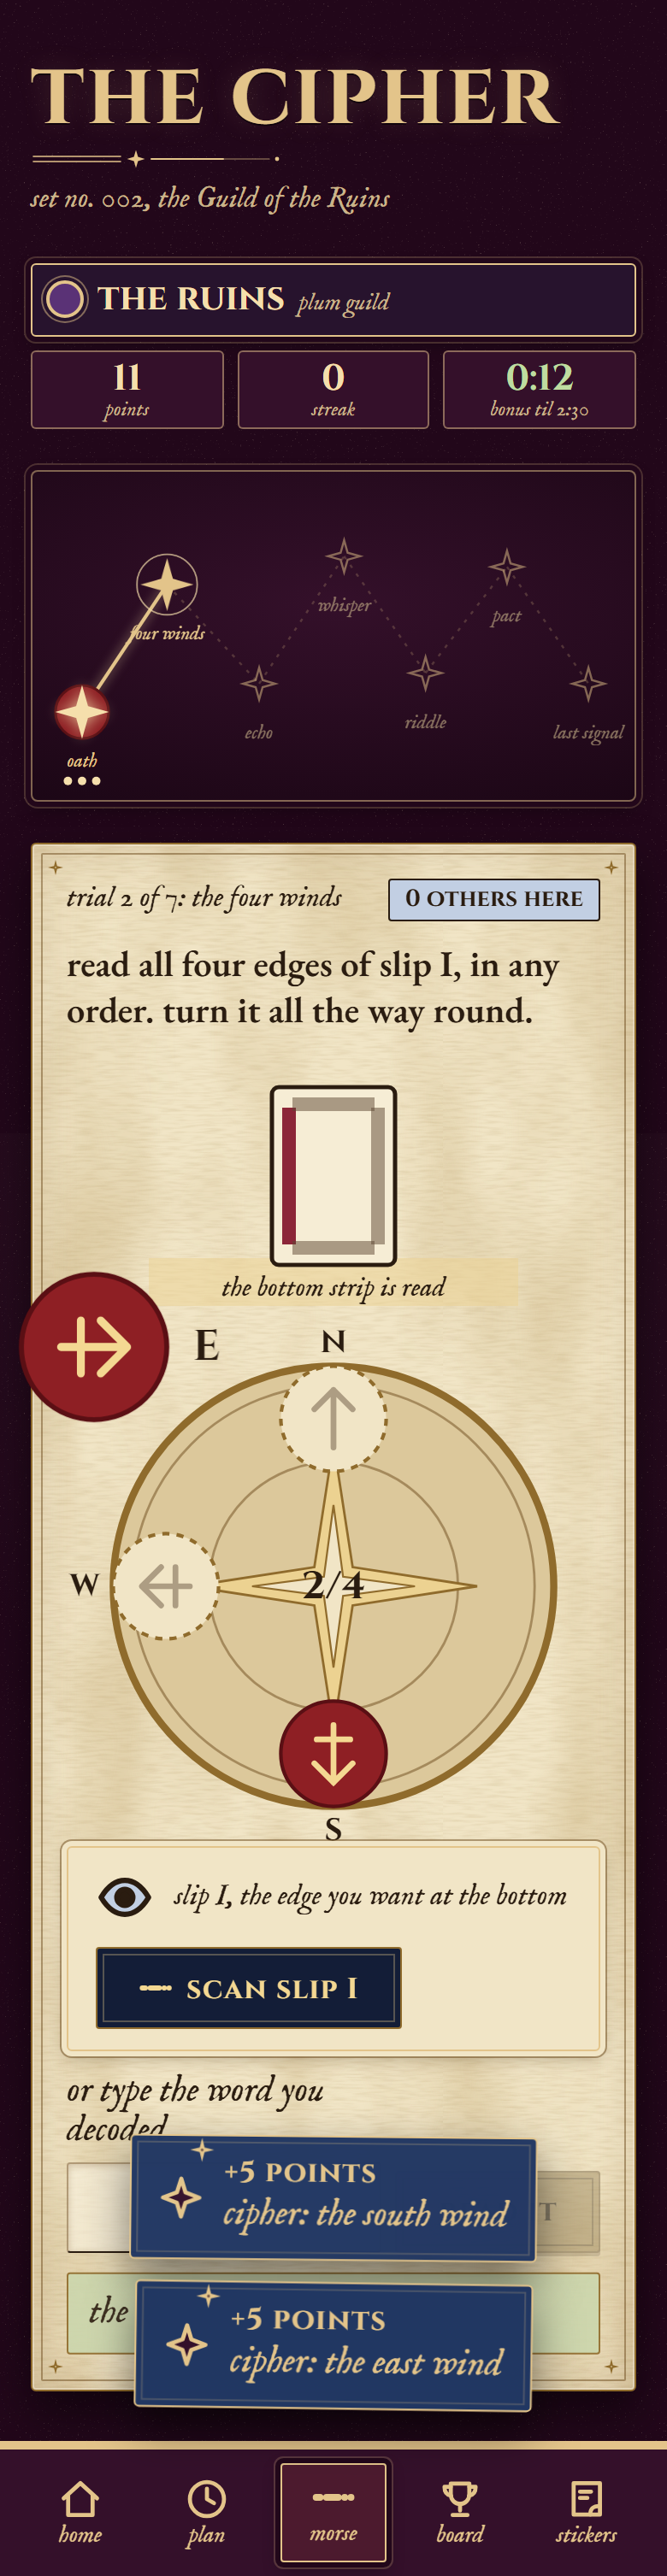 THE CIPHER
set no. 002, the Guild of the Ruins
THE RUINS plum guild
11
points
0
streak
0:12
bonus til 2:30
four winds
whisper
pact
echo
riddle
last signal
oath
trial 2 of 7: the four winds
0 OTHERS HERE
read all four edges of slip I, in any
order. turn it all the way round.
the bottom strip is read
E
N
W
2/4
S
slip I, the edge you want at the bottom
SCAN SLIP I
or type the word you
decoded
+5 POINTS
cipher: the south wind
T
the
+5 POINTS
cipher: the east wind
home
plan
morse
board
stickers